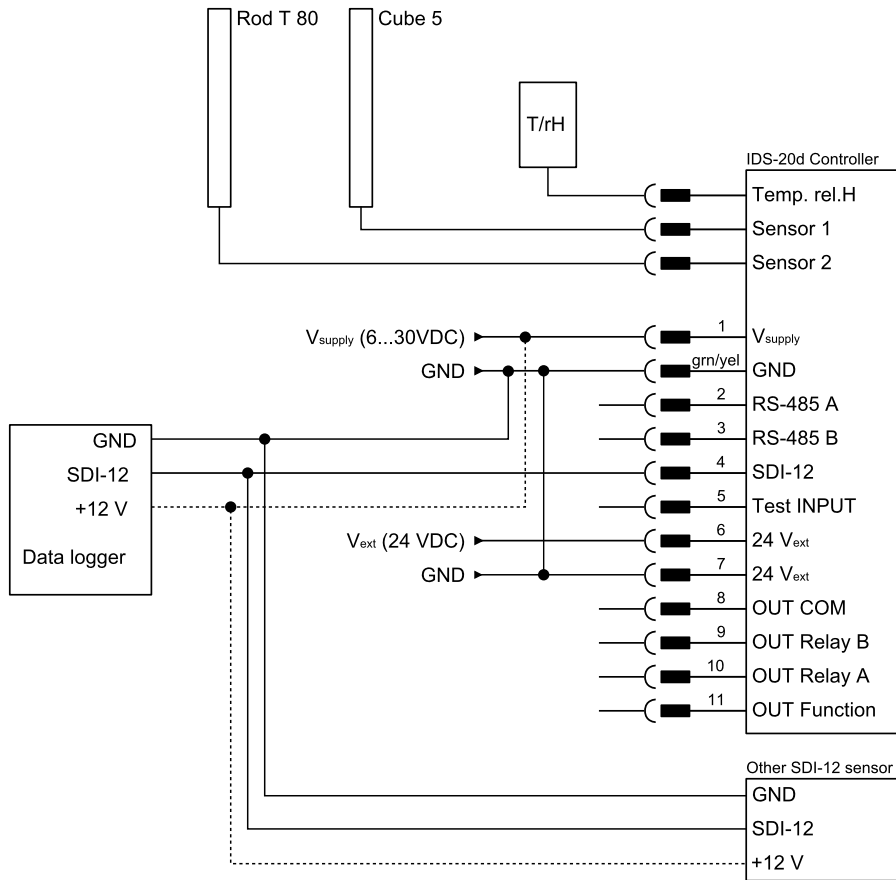 Rod T 80
Cube 5
T/rH
IDS-20d Controller
Temp. rel.H
Sensor 1
Sensor 2
Vsupply (6...30VDC)
1
Vsupply
GND
grn/yel
GND
2
RS-485 A
3
RS-485 B
GND
4
SDI-12
SDI-12
5
Test INPUT
+12 V
6
24 Vext
Vext (24 VDC)
Data logger
7
24 Vext
GND
8
OUT COM
9
OUT Relay B
10
OUT Relay A
11
OUT Function
Other SDI-12 sensor
GND
SDI-12
+12 V